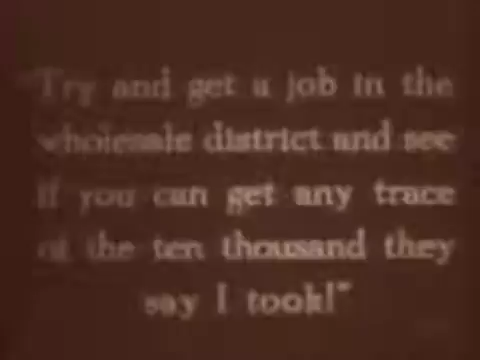 "Try and get a job in the
wholesale district and see
if you can get any trace
of the ten thousand they
say I took!"